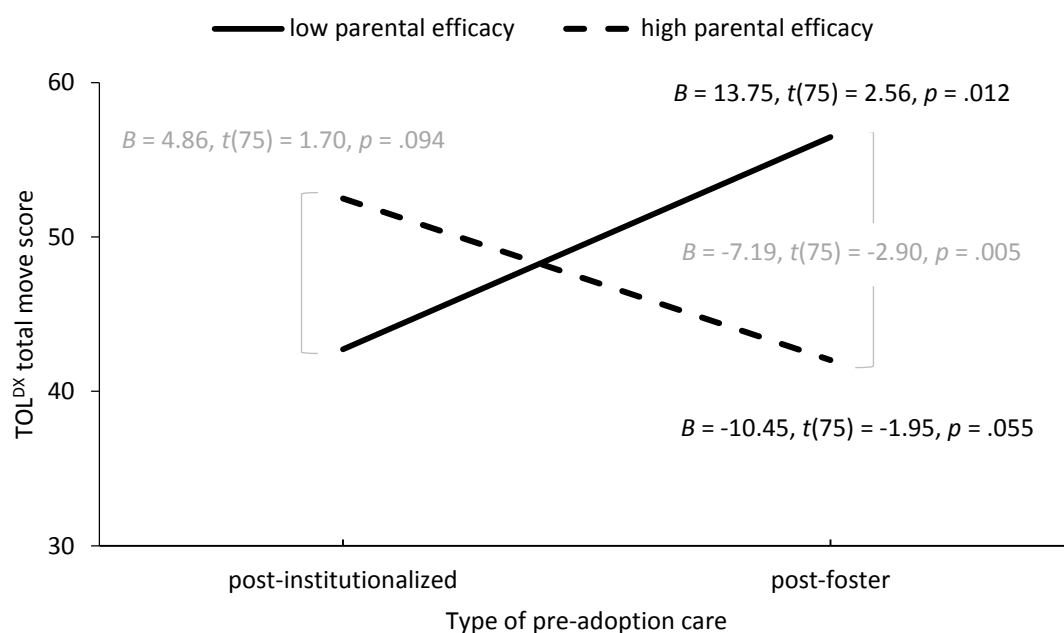 low parental efficacy high parental efficacy
60
B = 13.75, t(75) = 2.56, p = .012
B = 4.86, t(75) = 1.70, p = .094
50
B = -7.19, t(75) = -2.90, p = .005
40
B = -10.45, t(75) = -1.95, p = .055
30
TOL^DX total move score
post-institutionalized post-foster
Type of pre-adoption care